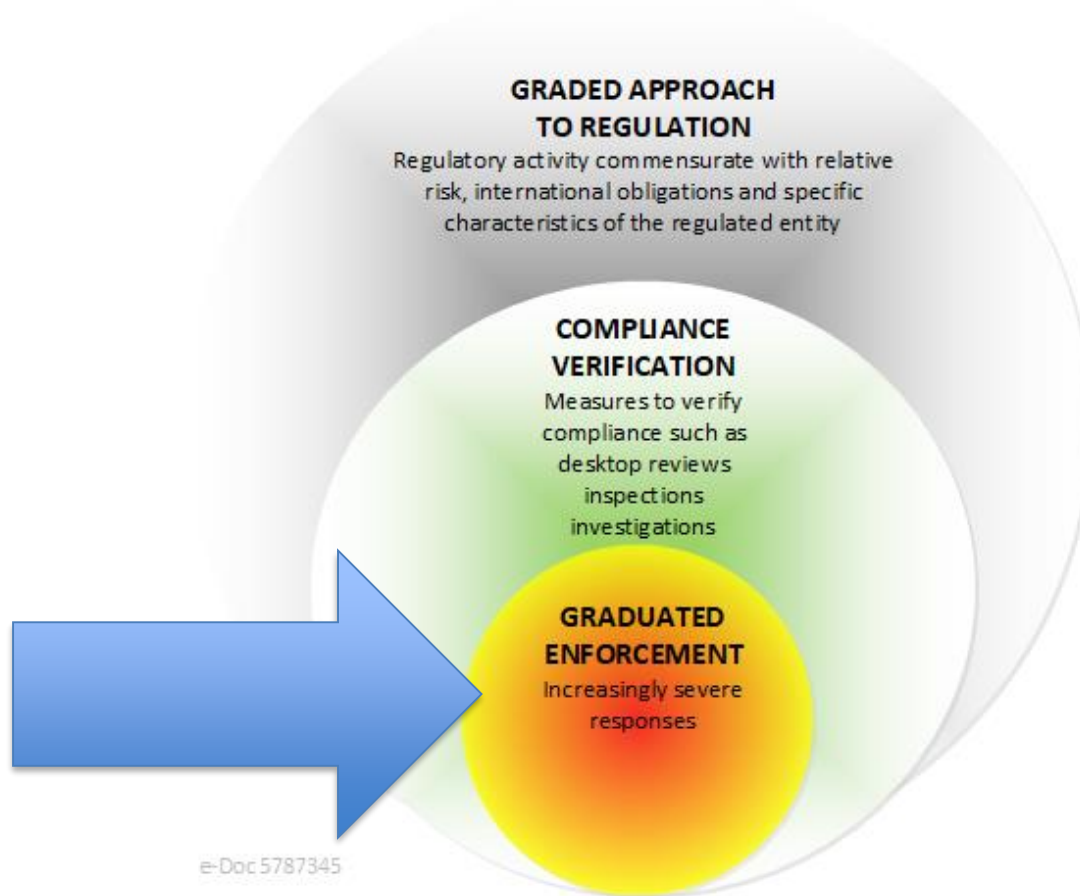 GRADED APPROACH
TO REGULATION
Regulatory activity commensurate with relative
risk, international obligations and specific
characteristics of the regulated entity
COMPLIANCE
VERIFICATION
Measures to verify
compliance such as
desktop reviews
inspections
investigations
GRADUATED
ENFORCEMENT
Increasingly severe
responses
e-Doc 5787345